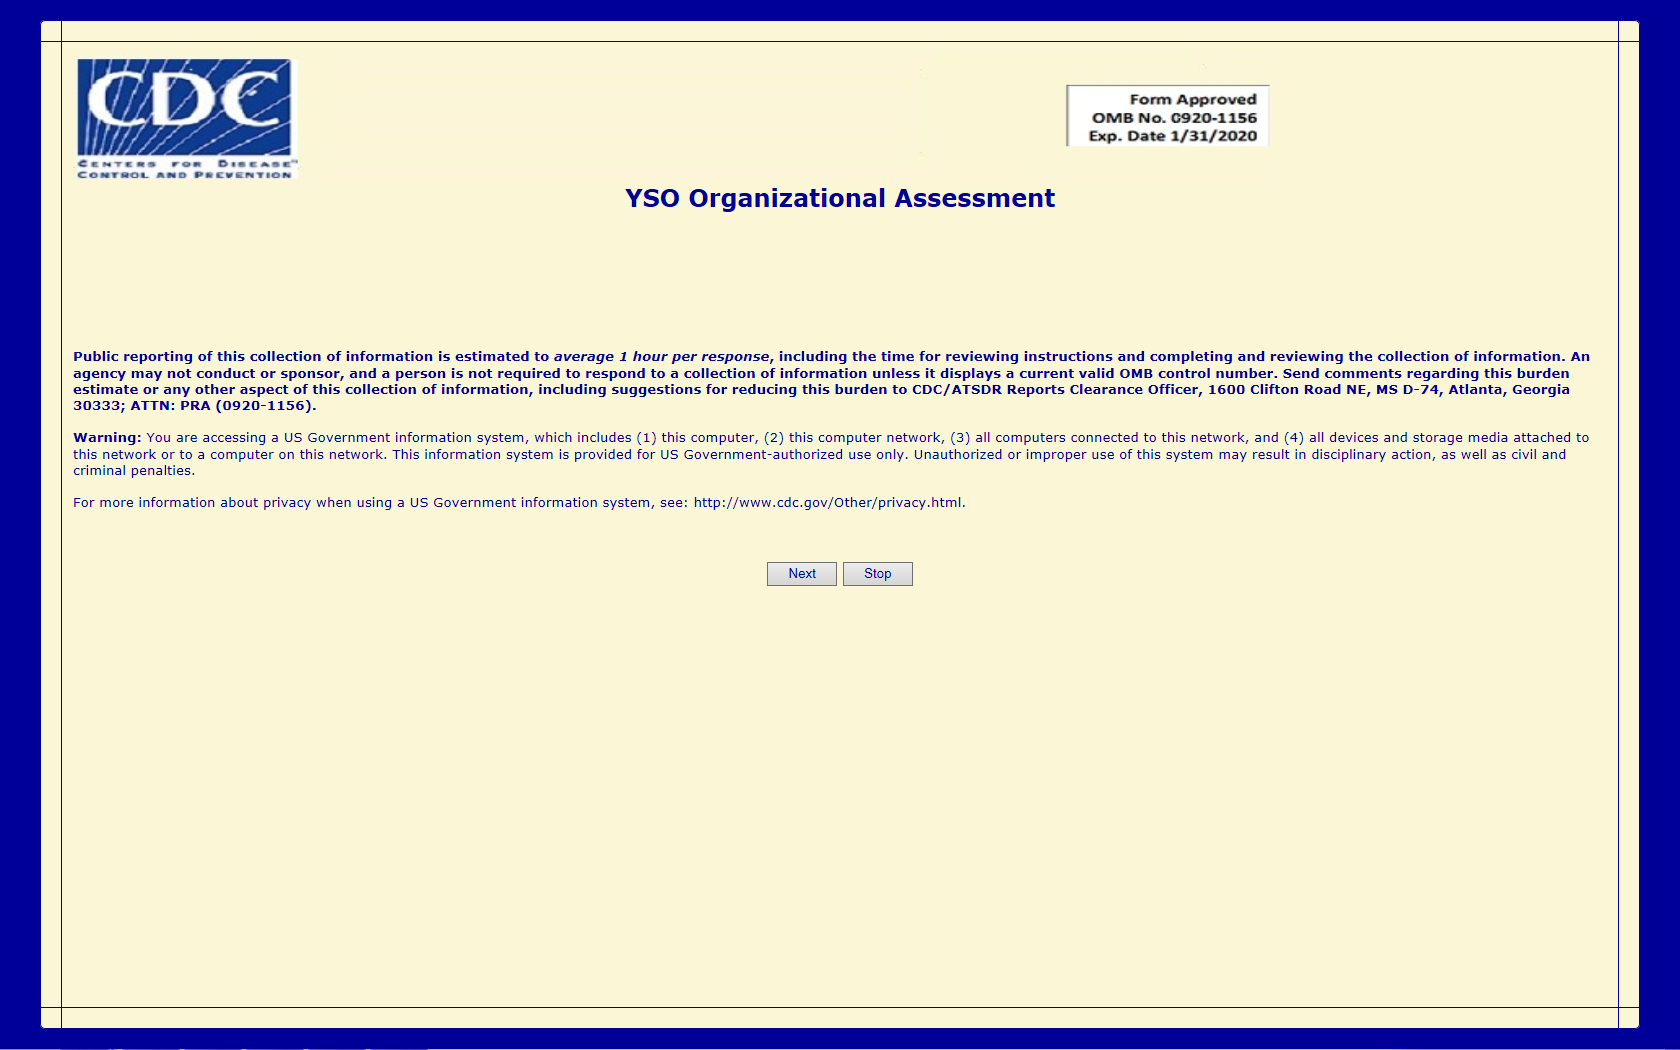 CDC
CENTERS FOR DISEASE™
CONTROL AND PREVENTION
Form Approved
OMB No. 0920-1156
Exp. Date 1/31/2020
YSO Organizational Assessment
Public reporting of this collection of information is estimated to average 1 hour per response, including the time for reviewing instructions and completing and reviewing the collection of information. An
agency may not conduct or sponsor, and a person is not required to respond to a collection of information unless it displays a current valid OMB control number. Send comments regarding this burden
estimate or any other aspect of this collection of information, including suggestions for reducing this burden to CDC/ATSDR Reports Clearance Officer, 1600 Clifton Road NE, MS D-74, Atlanta, Georgia
30333; ATTN: PRA (0920-1156).
Warning: You are accessing a US Government information system, which includes (1) this computer, (2) this computer network, (3) all computers connected to this network, and (4) all devices and storage media attached to
this network or to a computer on this network. This information system is provided for US Government-authorized use only. Unauthorized or improper use of this system may result in disciplinary action, as well as civil and
criminal penalties.
For more information about privacy when using a US Government information system, see: http://www.cdc.gov/Other/privacy.html.
Next Stop